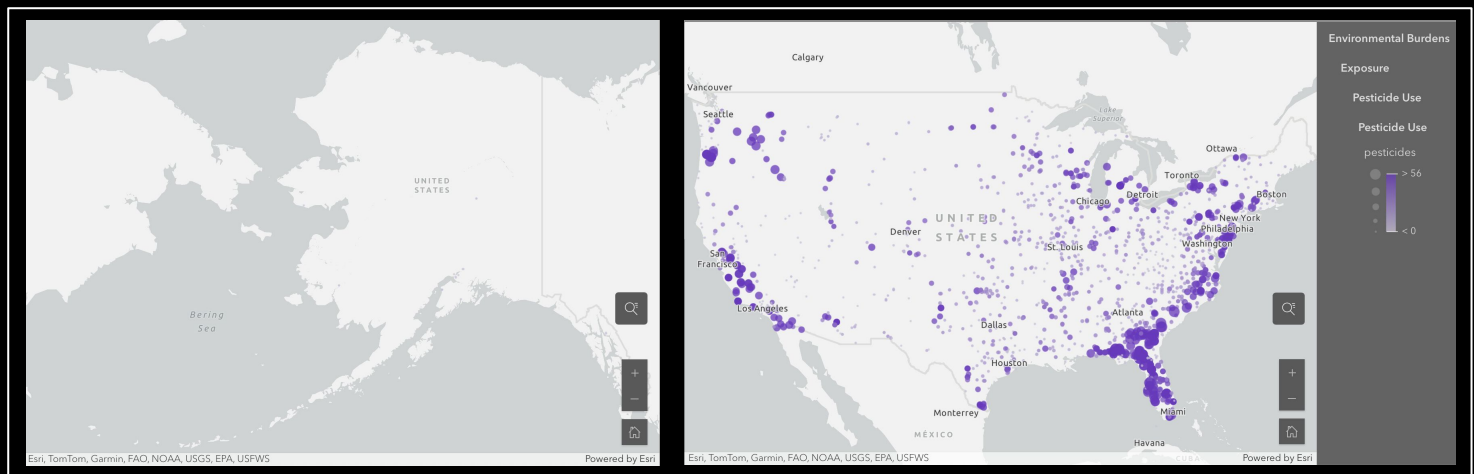 UNITED
STATES
Bering
Sea
+
−
Esri, TomTom, Garmin, FAO, NOAA, USGS, EPA, USFWS
Powered by Esri
Calgary
Vancouver
Seattle
Lake
Superior
Ottawa
Toronto
Boston
Detroit
Chicago
New York
Philadelphia
UNITED
STATES
Denver
St. Louis
Washington
San
Francisco
Los Angeles
Atlanta
Dallas
Houston
Monterrey
Miami
MÉXICO
Havana
CUBA
+
−
Esri, TomTom, Garmin, FAO, NOAA, USGS, EPA, USFWS
Powered by Esri
Environmental Burdens
Exposure
Pesticide Use
Pesticide Use
pesticides
> 56
< 0